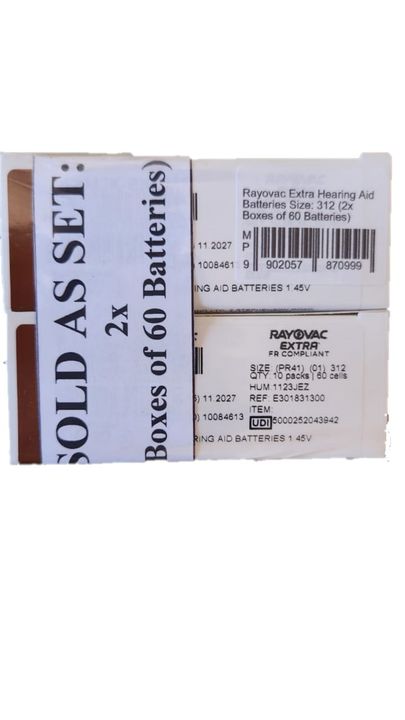 SOLD AS SET:
2x
Boxes of 60 Batteries)
Rayovac Extra Hearing Aid
Batteries Size: 312 (2x
Boxes of 60 Batteries)
M
P
9 902057 870999
11.2027
1008461
ING AID BATTERIES 1.45V
RAYOVAC
EXTRA
FR COMPLIANT
SIZE (PR41) (01) 312
QTY 10 packs | 60 cells
HUM 1123JEZ
) 11.2027 REF: E301831300
) 10084613 ITEM:
UDI 5000252043942
RING AID BATTERIES 1.45V